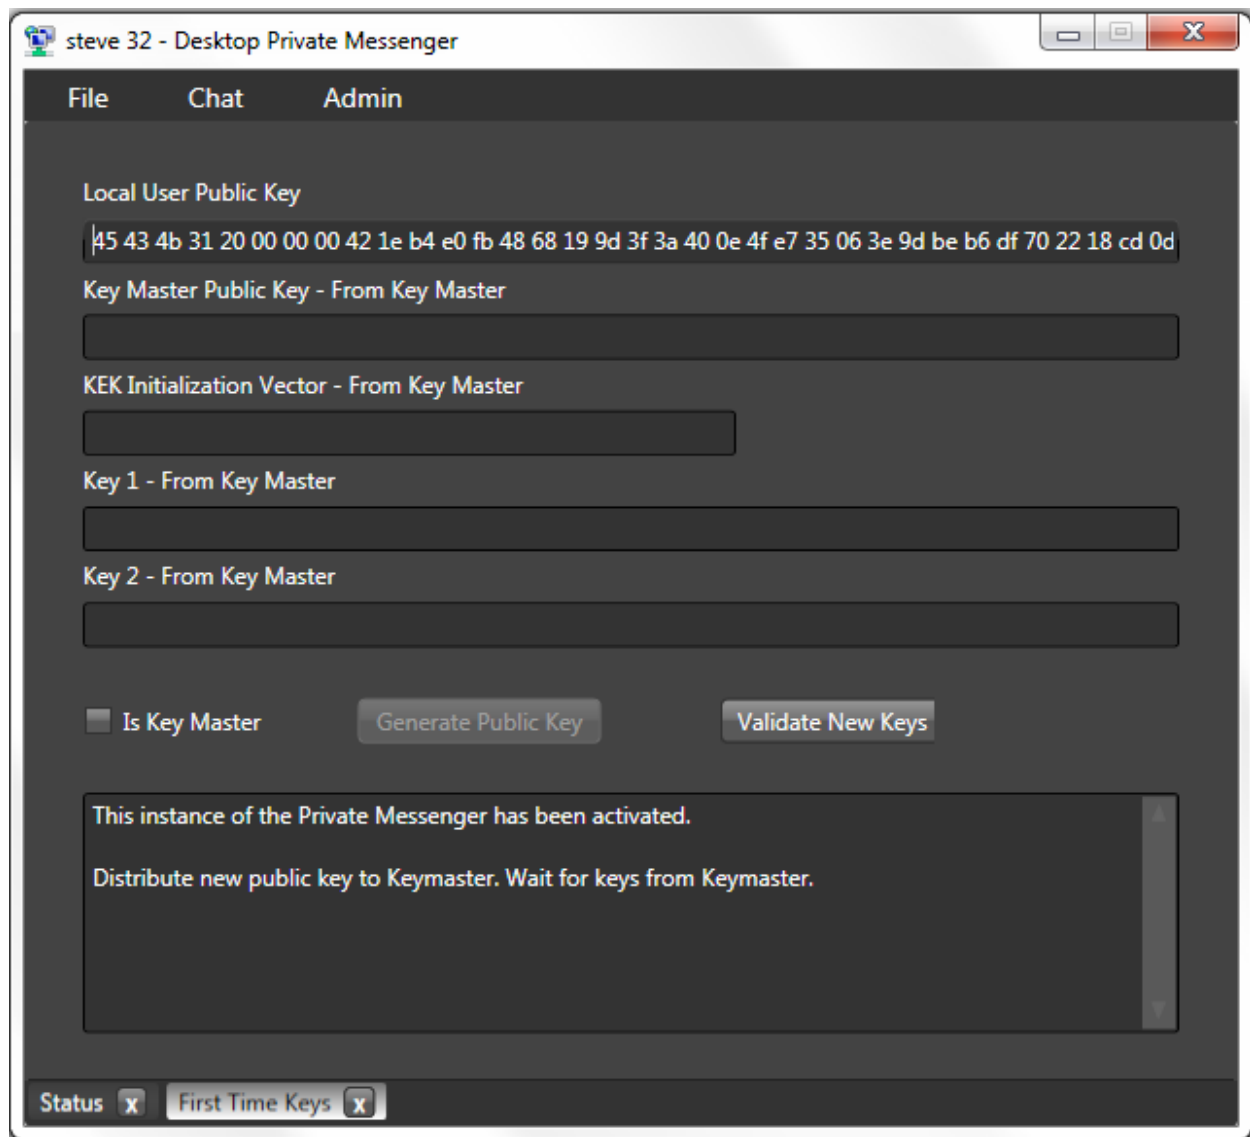 steve 32 - Desktop Private Messenger
File Chat Admin
Local User Public Key
45 43 4b 31 20 00 00 00 42 1e b4 e0 fb 48 68 19 9d 3f 3a 40 0e 4f e7 35 06 3e 9d be b6 df 70 22 18 cd 0d
Key Master Public Key - From Key Master
KEK Initialization Vector - From Key Master
Key 1 - From Key Master
Key 2 - From Key Master
Is Key Master Generate Public Key Validate New Keys
This instance of the Private Messenger has been activated.
Distribute new public key to Keymaster. Wait for keys from Keymaster.
Status x First Time Keys x